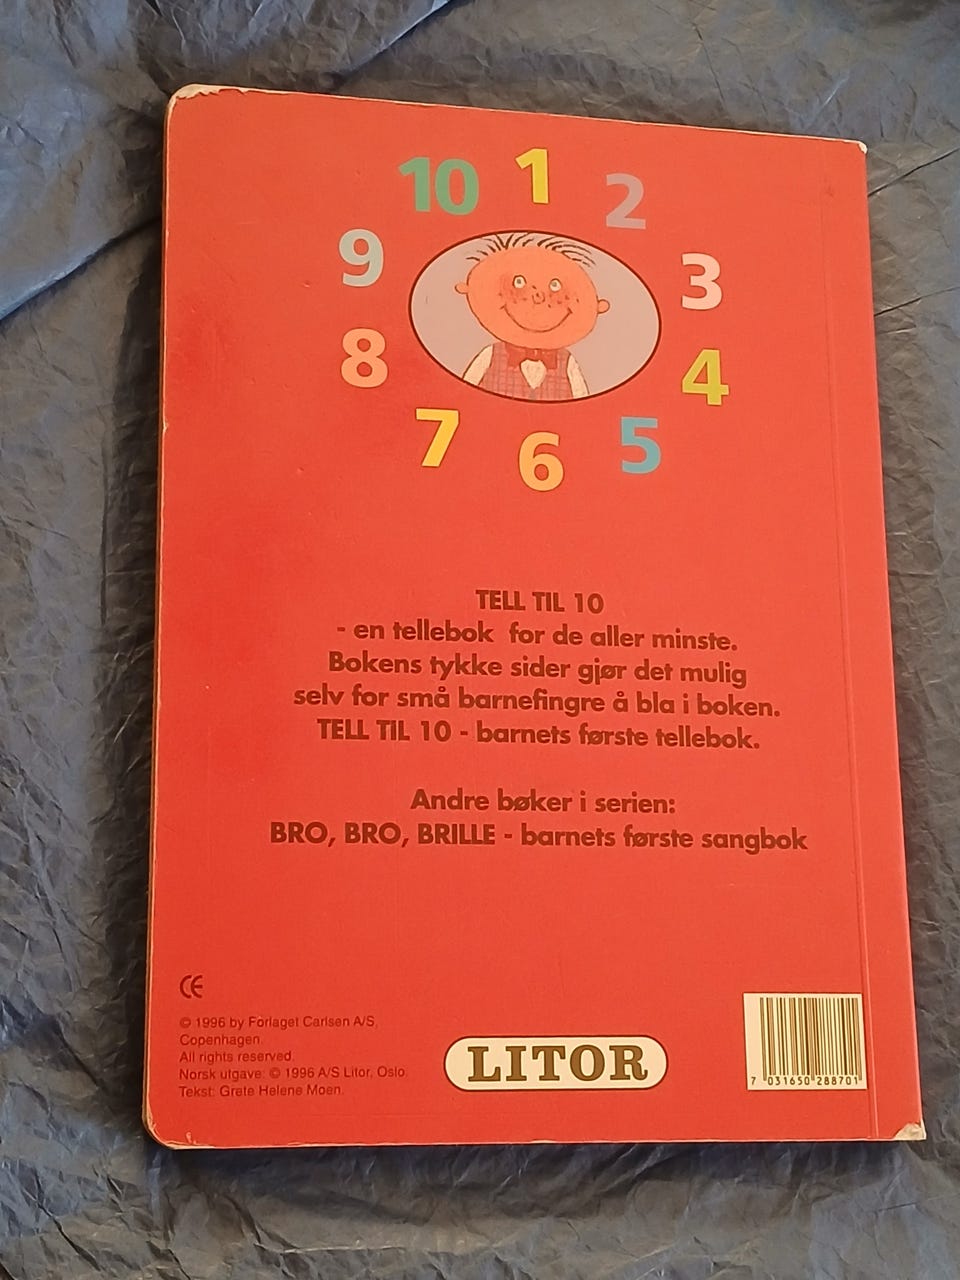 10 1 2
9 3
8 4
7 6 5
TELL TIL 10
- en tellebok for de aller minste.
Bokens tykke sider gjør det mulig
selv for små barnefingre å bla i boken.
TELL TIL 10 - barnets første tellebok.
Andre bøker i serien:
BRO, BRO, BRILLE - barnets første sangbok
CE
© 1996 by Forlaget Carlsen A/S,
Copenhagen.
All rights reserved.
Norsk utgave: © 1996 A/S Litor, Oslo.
Tekst: Grete Helene Moen.
LITOR
7 031650 288701